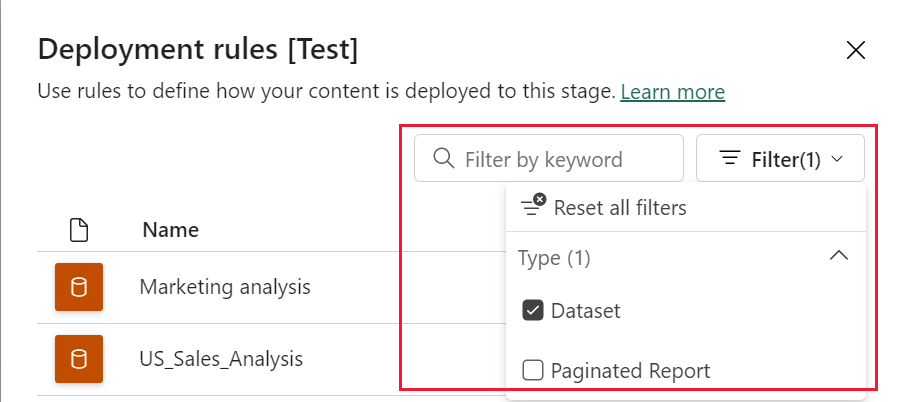 Deployment rules [Test]
Use rules to define how your content is deployed to this stage. Learn more
Filter by keyword
Filter(1)
Reset all filters
Name
Type (1)
Marketing analysis
Dataset
US_Sales_Analysis
Paginated Report